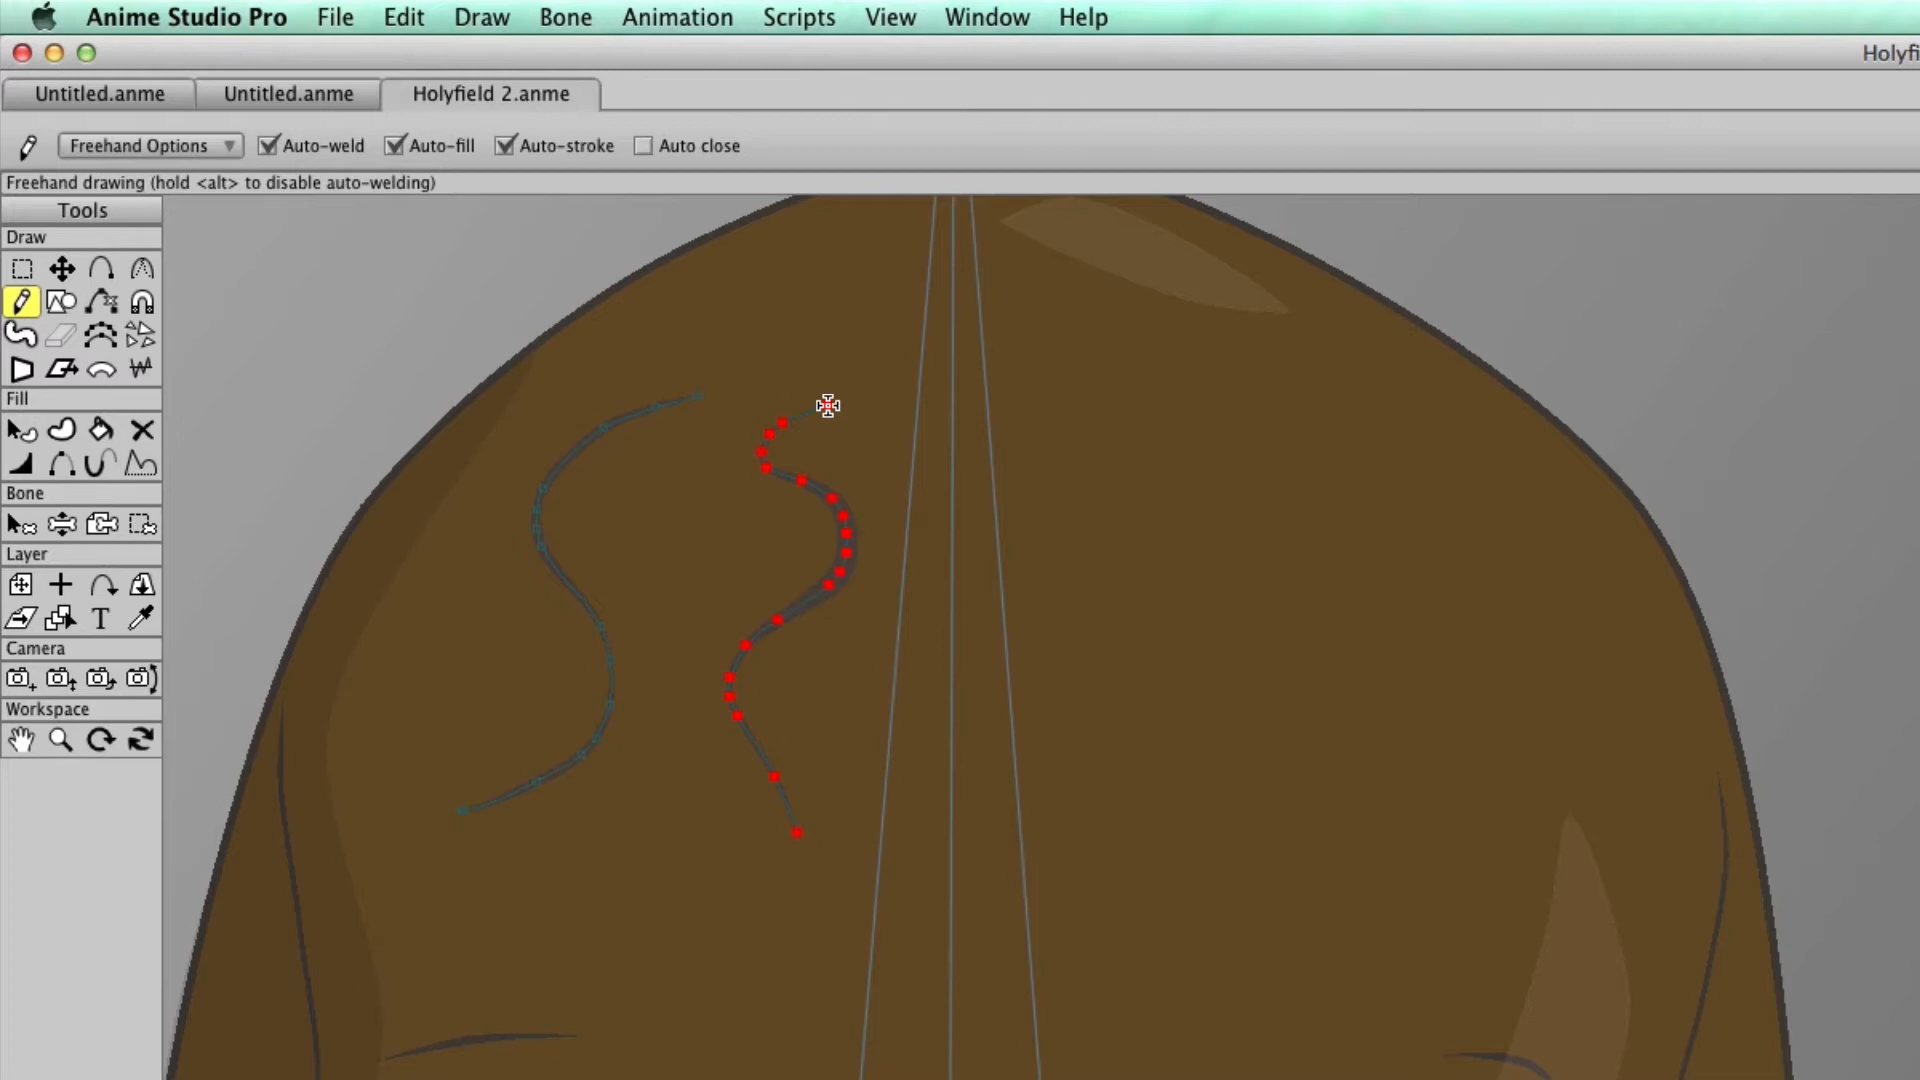 Anime Studio Pro File Edit Draw Bone Animation Scripts View Window Help
Holyfi
Untitled.anme Untitled.anme Holyfield 2.anme
Freehand Options Auto-weld Auto-fill Auto-stroke Auto close
Freehand drawing (hold <alt> to disable auto-welding)
Tools
Draw
Fill
Bone
Layer
T
Camera
Workspace